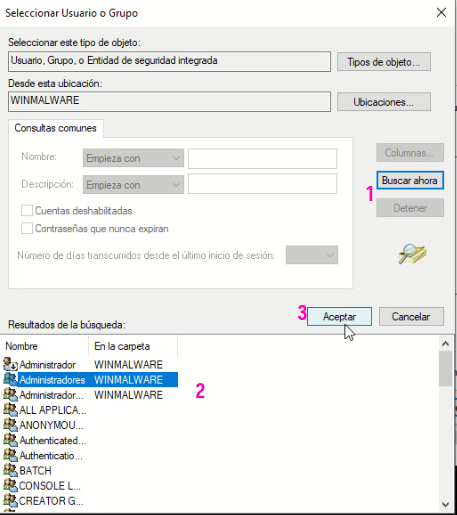 Seleccionar Usuario o Grupo
Seleccionar este tipo de objeto:
Usuario, Grupo, o Entidad de seguridad integrada
Tipos de objeto...
Desde esta ubicación:
WINMALWARE
Ubicaciones...
Consultas comunes
Nombre:
Empieza con
Columnas...
Descripción:
Empieza con
1
Buscar ahora
Cuentas deshabilitadas
Detener
Contraseñas que nunca expiran
Número de días transcurridos desde el último inicio de sesión:
3
Aceptar
Cancelar
Resultados de la búsqueda:
Nombre En la carpeta
Administrador WINMALWARE
Administradores WINMALWARE
2
Administrador... WINMALWARE
ALL APPLICA...
ANONYMOU...
Authenticated...
Authenticatio...
BATCH
CONSOLE L...
CREATOR G...